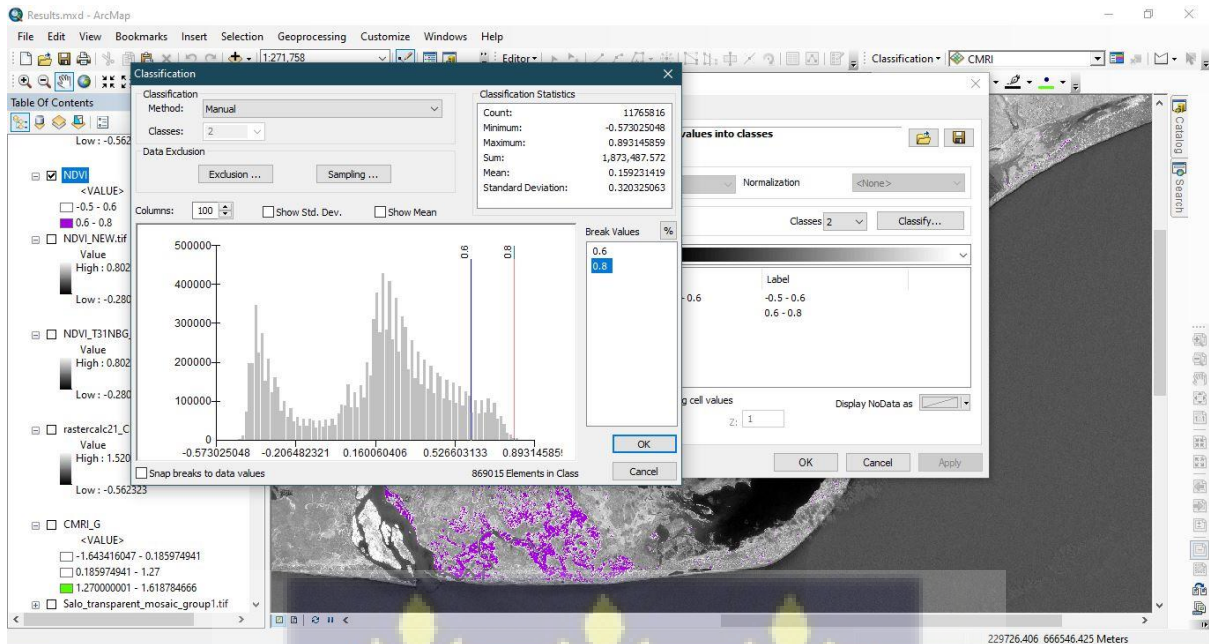 Results.mxd - ArcMap
File Edit View Bookmarks Insert Selection Geoprocessing Customize Windows Help
1:271,758
Editor
Classification
CMRI
Table Of Contents
Low : -0.562
NDVI
<VALUE>
-0.5 - 0.6
0.6 - 0.8
NDVI_NEW.tif
Value
High : 0.802
Low : -0.280
NDVI_T31NBG_
Value
High : 0.802
Low : -0.280
rastercalc21_C
Value
High : 1.520
Low : -0.562323
CMRI_G
<VALUE>
-1.643416047 - 0.185974941
0.185974941 - 1.27
1.270000001 - 1.618784666
Salo_transparent_mosaic_group1.tif
Classification
Classification
Method: Manual
Classes: 2
Data Exclusion
Exclusion ... Sampling ...
Columns: 100 Show Std. Dev. Show Mean
Classification Statistics
Count: 11765816
Minimum: -0.573025048
Maximum: 0.893145859
Sum: 1,873,487.572
Mean: 0.159231419
Standard Deviation: 0.320325063
Break Values %
0.6
0.8
0.6 0.8
500000
400000
300000
200000
100000
0
-0.573025048 -0.206482321 0.160060406 0.526603133 0.893145859
Snap breaks to data values
869015 Elements in Class
OK
Cancel
values into classes
Normalization <None>
Classes 2 Classify...
Label
- 0.6 -0.5 - 0.6
0.6 - 0.8
g cell values
Display NoData as
Z: 1
OK Cancel Apply
Catalog
Search
229726.406 666546.425 Meters